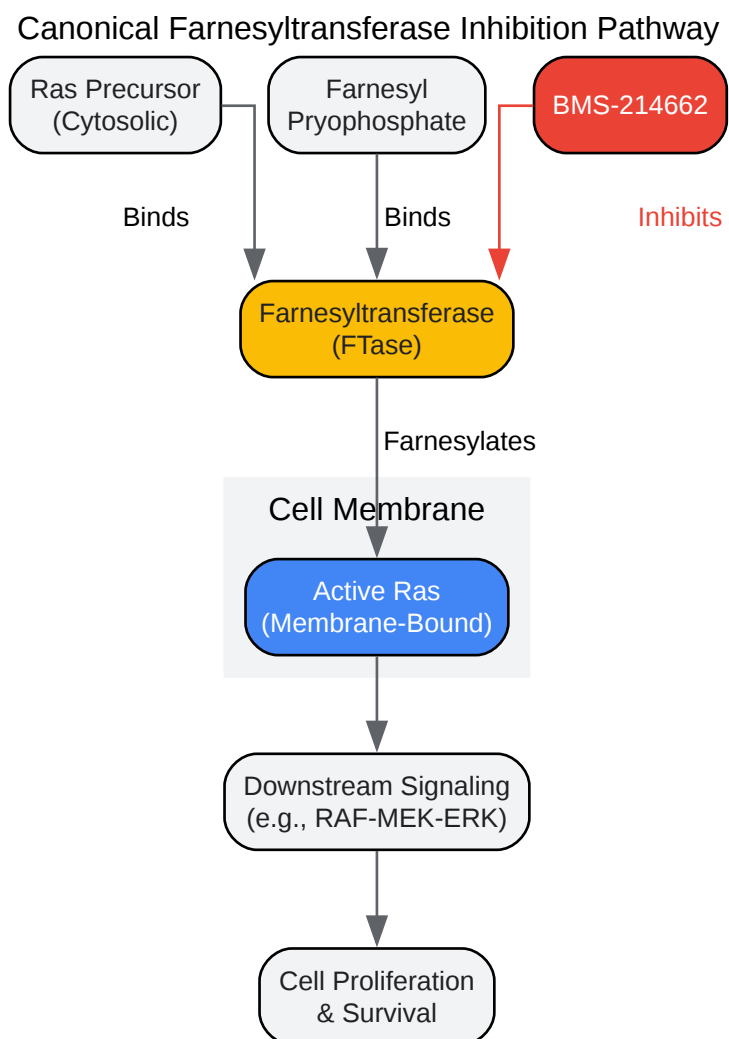 Canonical Farnesyltransferase Inhibition Pathway
Ras Precursor
(Cytosolic)
Farnesyl
Pryophosphate
BMS-214662
Binds
Binds
Inhibits
Farnesyltransferase
(FTase)
Farnesylates
Cell Membrane
Active Ras
(Membrane-Bound)
Downstream Signaling
(e.g., RAF-MEK-ERK)
Cell Proliferation
& Survival